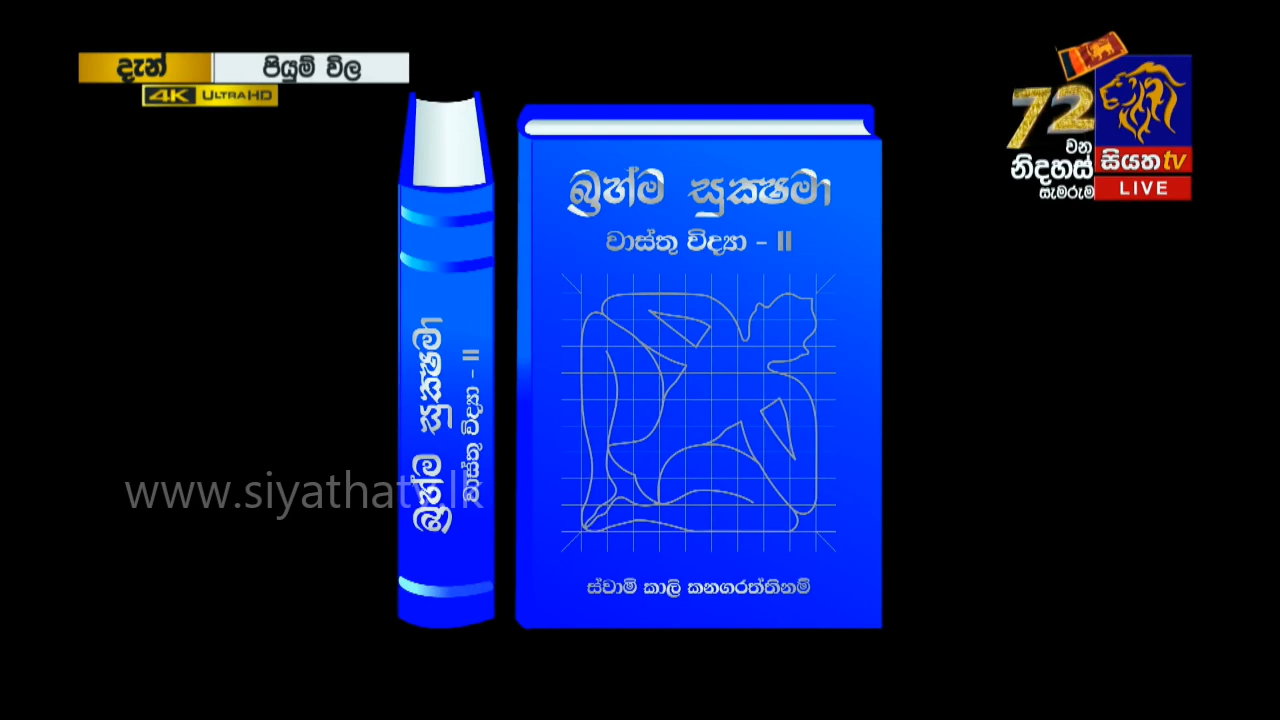 දැන් පියුම් විල
4K ULTRA HD
72
වන
නිදහස්
සැමරුම
සියත tv
LIVE
බ්‍රහ්ම සුක්‍ෂමා
වාස්තු විද්‍යා - II
ස්වාමි කාලි කනගරත්තිනම්
බ්‍රහ්ම සුක්‍ෂමා
වාස්තු විද්‍යා - II
www.siyathatv.lk